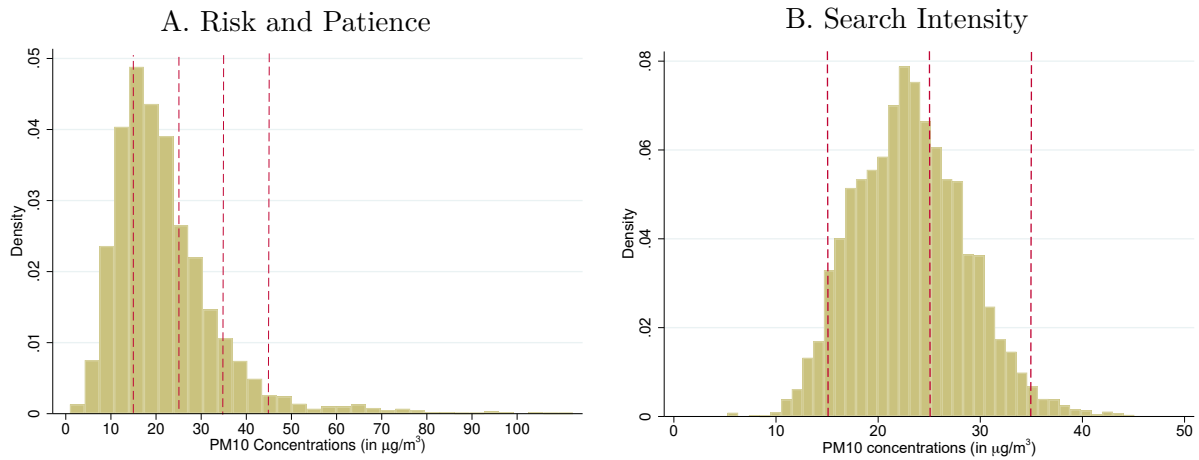 A. Risk and Patience
Density
0 .01 .02 .03 .04 .05
0 10 20 30 40 50 60 70 80 90 100
PM10 Concentrations (in μg/m³)
B. Search Intensity
Density
0 .02 .04 .06 .08
0 10 20 30 40 50
PM10 concentrations (in μg/m³)